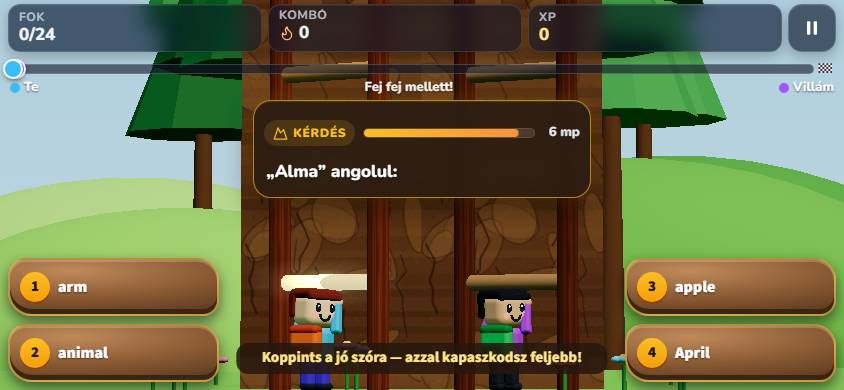 FOK
0/24
KOMBÓ
0
XP
0
Te
Fej fej mellett!
Villám
KÉRDÉS
6 mp
„Alma” angolul:
1 arm
2 animal
3 apple
4 April
Koppints a jó szóra — azzal kapaszkodsz feljebb!